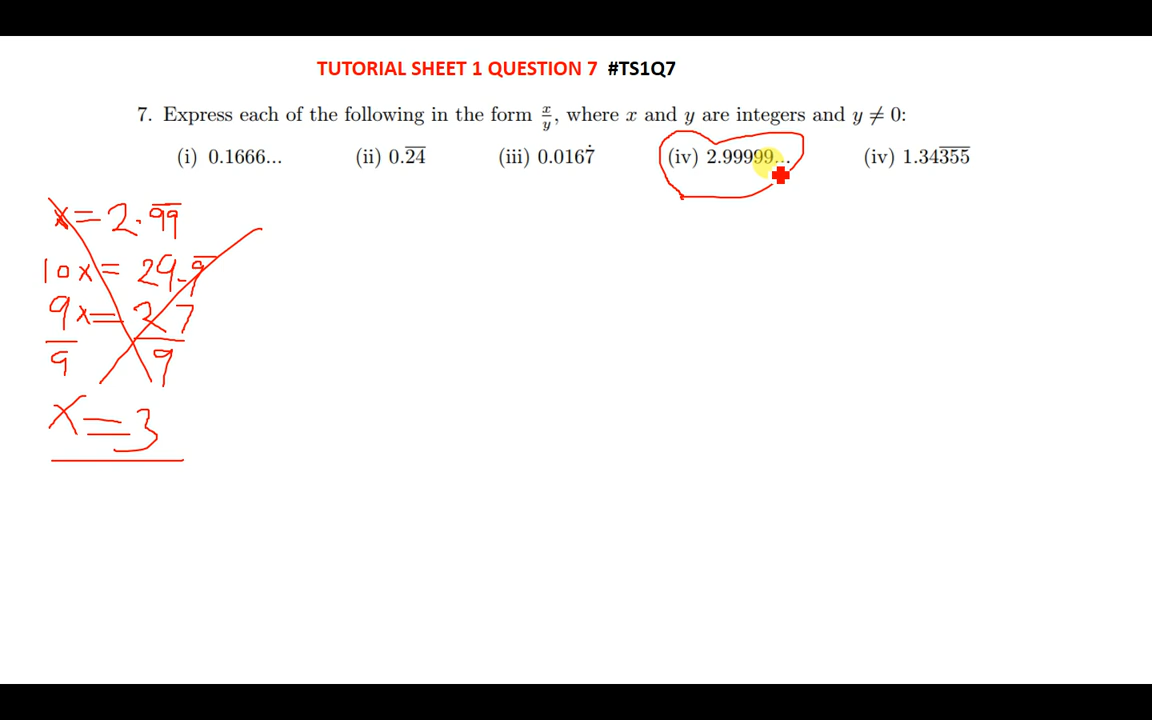 TUTORIAL SHEET 1 QUESTION 7 #TS1Q7
7. Express each of the following in the form x/y, where x and y are integers and y ≠ 0:
(i) 0.1666... (ii) 0.2̅4̅ (iii) 0.0167̇ (iv) 2.99999... (iv) 1.343̅5̅5̅
x = 2.9̅9̅
10x = 29.9̅
9x/9 = 27/9
x = 3